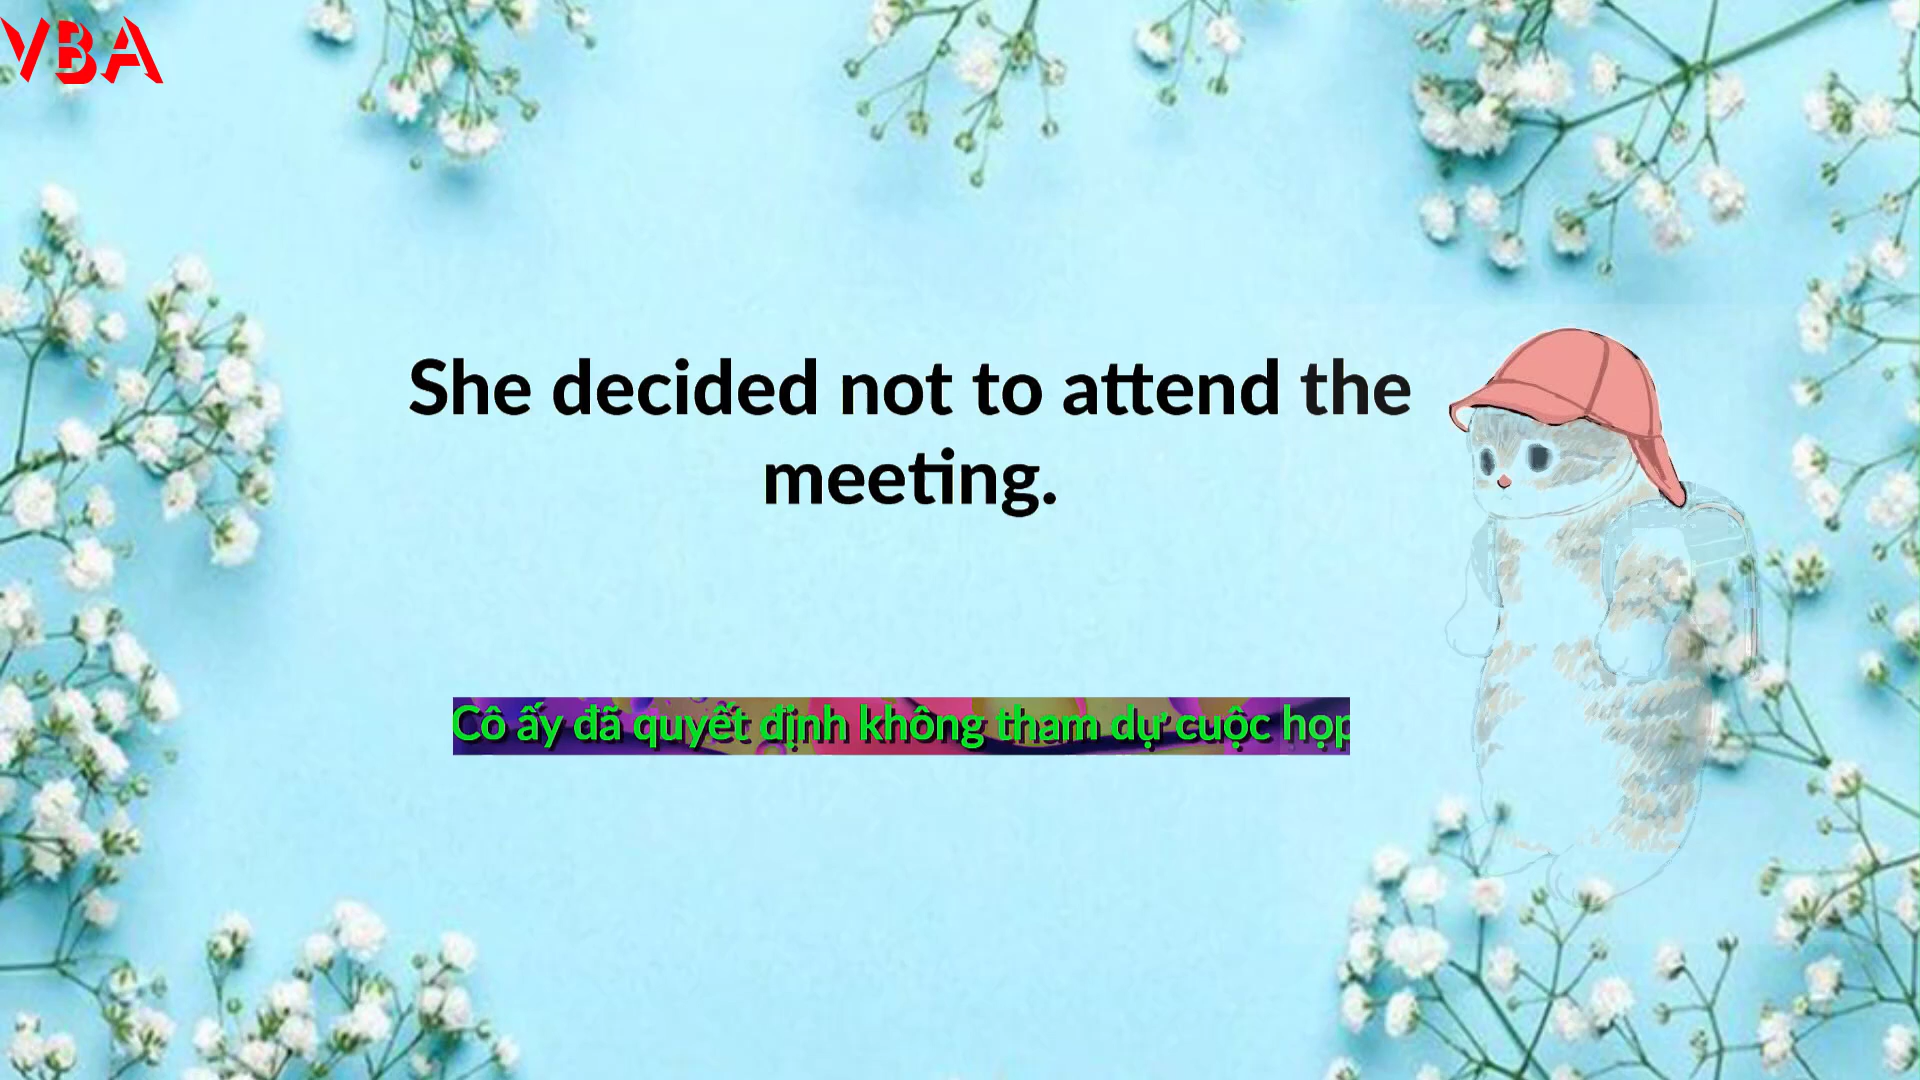 VBA
She decided not to attend the
meeting.
Cô ấy đã quyết định không tham dự cuộc họp